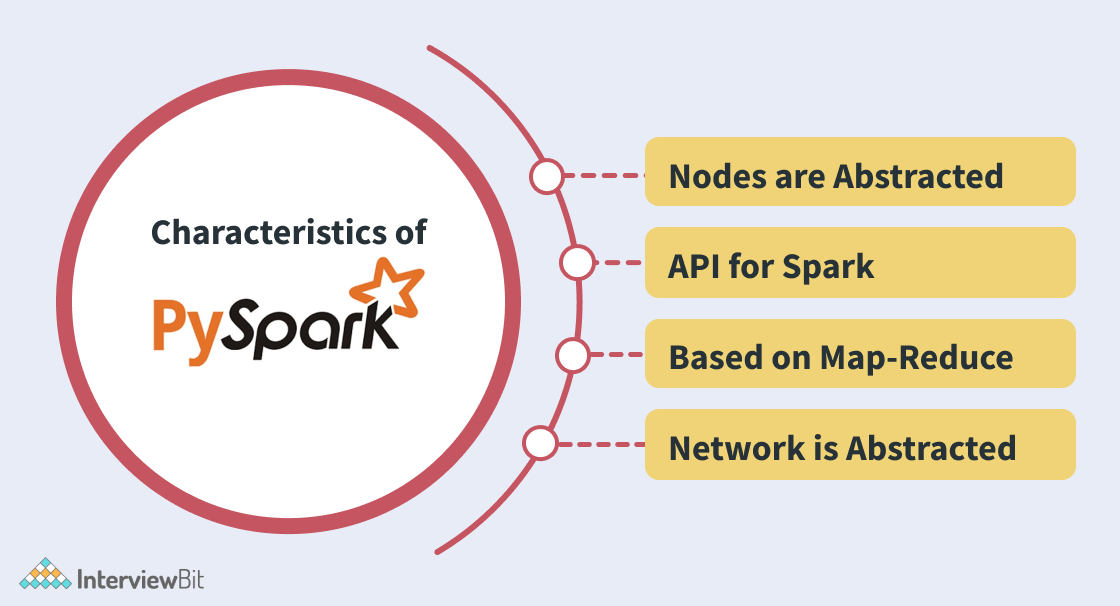 Characteristics of
PySpark
Nodes are Abstracted
API for Spark
Based on Map-Reduce
Network is Abstracted
InterviewBit